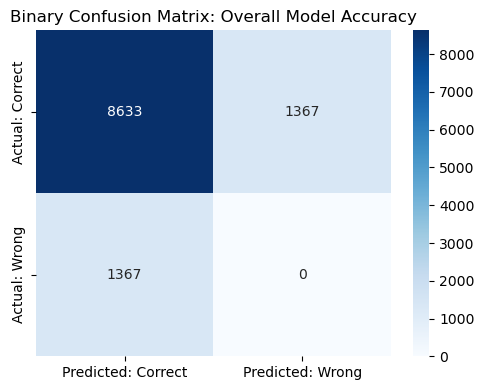 Binary Confusion Matrix: Overall Model Accuracy
Actual: Correct
8633
1367
Actual: Wrong
1367
0
Predicted: Correct
Predicted: Wrong
8000
7000
6000
5000
4000
3000
2000
1000
0